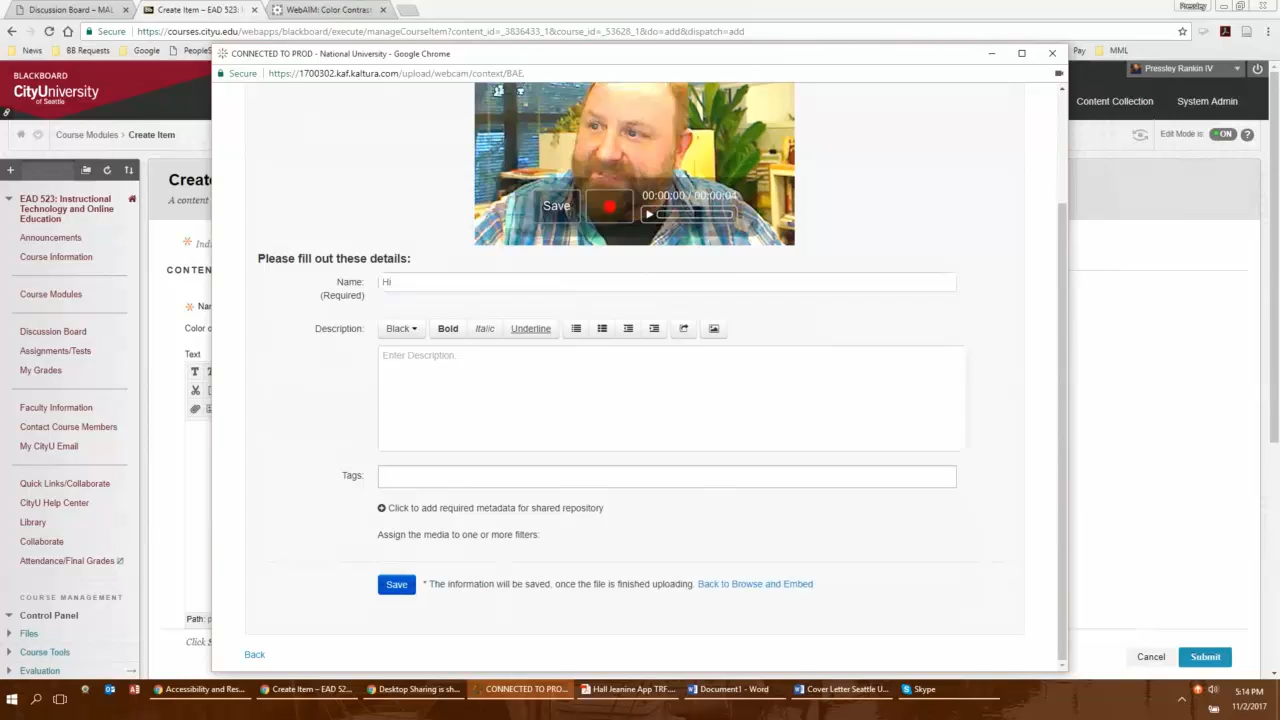 Discussion Board – MAL
Create Item – EAD 523:
WebAIM: Color Contrast
Pressley
Secure
https://courses.cityu.edu/webapps/blackboard/execute/manageCourseItem?content_id=_3836433_1&course_id=_53628_1&do=add&dispatch=add
News
BB Requests
Google
PeopleS
CONNECTED TO PROD - National University - Google Chrome
Pay
MML
Secure
https://1700302.kaf.kaltura.com/upload/webcam/context/BAE.
BLACKBOARD
CityUniversity
of Seattle
Pressley Rankin IV
Content Collection
System Admin
Course Modules > Create Item
Edit Mode is:
ON
?
Create
A content
EAD 523: Instructional
Technology and Online
Education
Announcements
Course Information
Course Modules
Discussion Board
Assignments/Tests
My Grades
Faculty Information
Contact Course Members
My CityU Email
Quick Links/Collaborate
CityU Help Center
Library
Collaborate
Attendance/Final Grades
COURSE MANAGEMENT
Control Panel
Files
Course Tools
Evaluation
Indi
CONTEN
Nam
Color o
Text
Path: p
Click S
Save
00:00:00 / 00:00:04
Please fill out these details:
Name:
(Required)
Hi
Description:
Black
Bold
Italic
Underline
Enter Description.
Tags:
Click to add required metadata for shared repository
Assign the media to one or more filters:
Save
* The information will be saved, once the file is finished uploading.
Back to Browse and Embed
Back
Cancel
Submit
Accessibility and Res...
Create Item – EAD 52...
Desktop Sharing is sh...
CONNECTED TO PRO...
Hall Jeanine App TRF....
Document1 - Word
Cover Letter Seattle U...
Skype
5:14 PM
11/2/2017